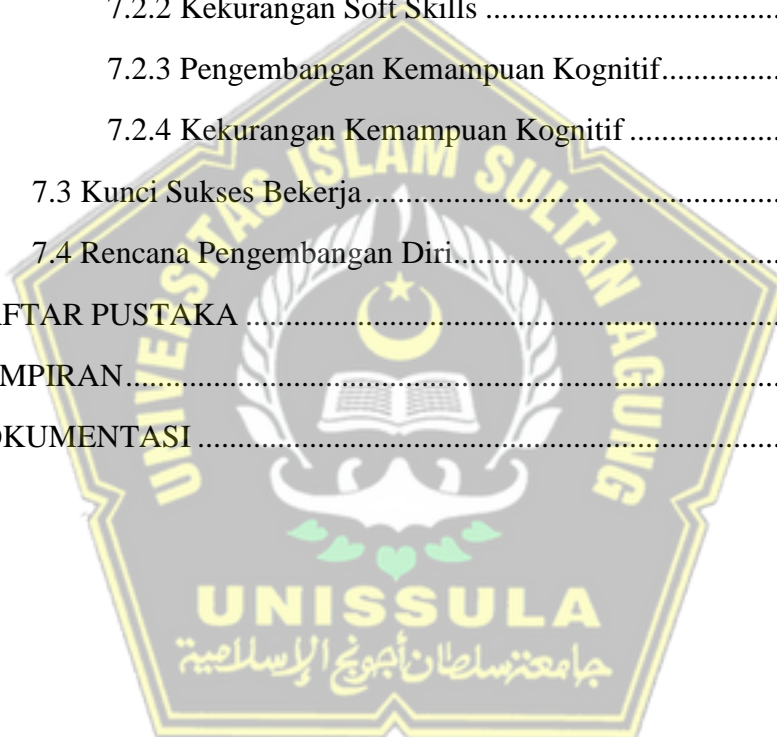 7.2.2 Kekurangan Soft Skills ..........................................
7.2.3 Pengembangan Kemampuan Kognitif.................
7.2.4 Kekurangan Kemampuan Kognitif .....................
7.3 Kunci Sukses Bekerja..........................................................
7.4 Rencana Pengembangan Diri..............................................
AFTAR PUSTAKA ..........................................................................
MPIRAN..........................................................................................
OKUMENTASI ................................................................................
UNIVERSITAS ISLAM SULTAN AGUNG
UNISSULA
جامعة سلطان أجونج الإسلامية